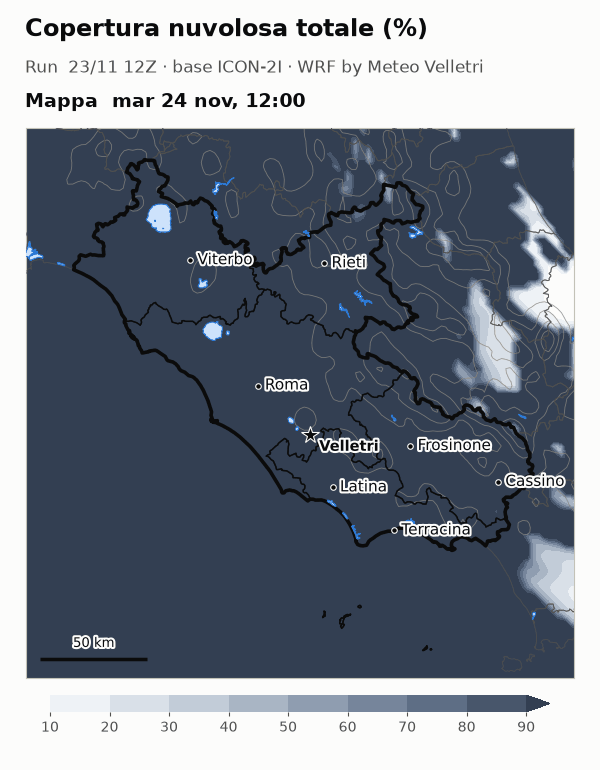 Copertura nuvolosa totale (%)
Run  23/11 12Z · base ICON-2I · WRF by Meteo Velletri
Mappa  mar 24 nov, 12:00
Viterbo
Rieti
Roma
Velletri
Frosinone
Latina
Cassino
Terracina
50 km
10 20 30 40 50 60 70 80 90